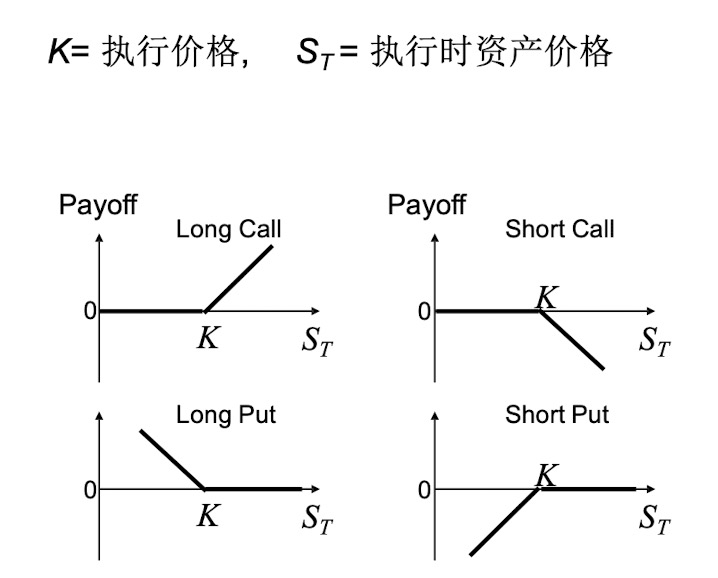 K= 执行价格,    S_T = 执行时资产价格
Payoff
Long Call
0
K
S_T
Payoff
Short Call
0
K
S_T
Long Put
0
K
S_T
Short Put
0
K
S_T